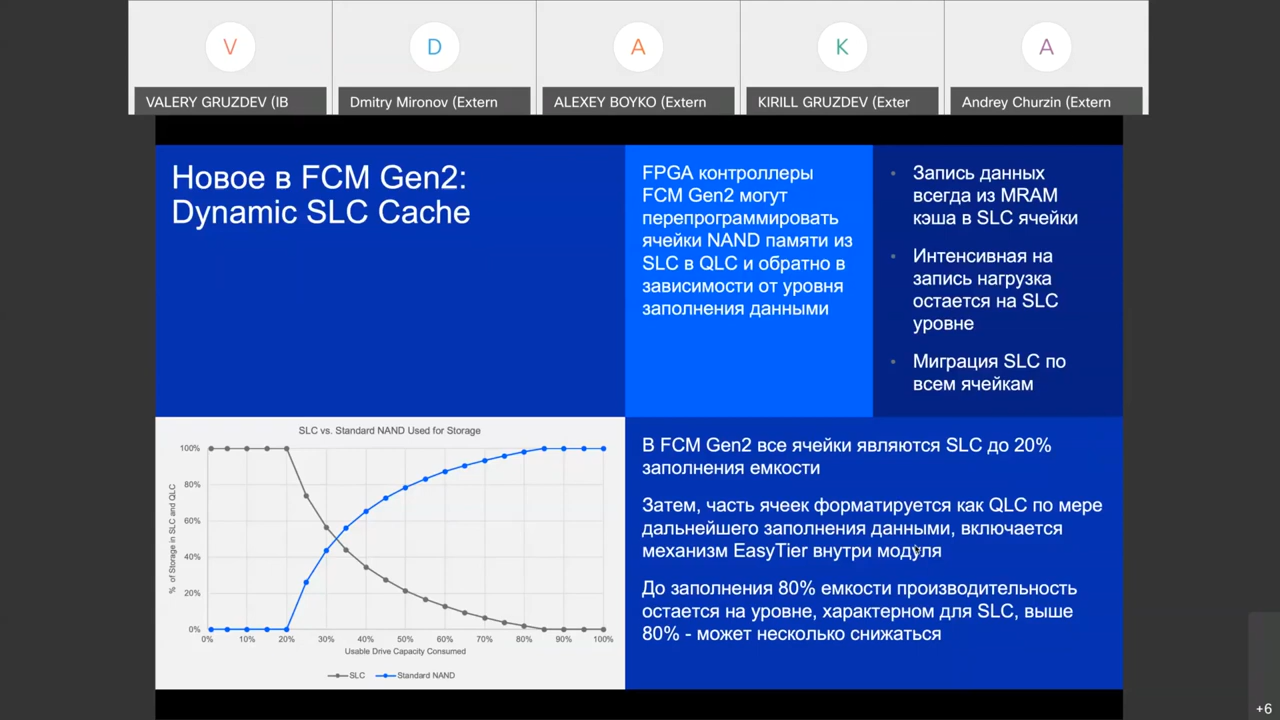 V
D
A
K
A
VALERY GRUZDEV (IB
Dmitry Mironov (Extern
ALEXEY BOYKO (Extern
KIRILL GRUZDEV (Exter
Andrey Churzin (Extern
Новое в FCM Gen2:
Dynamic SLC Cache
FPGA контроллеры
FCM Gen2 могут
перепрограммировать
ячейки NAND памяти из
SLC в QLC и обратно в
зависимости от уровня
заполнения данными
• Запись данных
всегда из MRAM
кэша в SLC ячейки
• Интенсивная на
запись нагрузка
остается на SLC
уровне
• Миграция SLC по
всем ячейкам
SLC vs. Standard NAND Used for Storage
% of Storage in SLC and QLC
100%
80%
60%
40%
20%
0%
0% 10% 20% 30% 40% 50% 60% 70% 80% 90% 100%
Usable Drive Capacity Consumed
SLC Standard NAND
В FCM Gen2 все ячейки являются SLC до 20%
заполнения емкости
Затем, часть ячеек форматируется как QLC по мере
дальнейшего заполнения данными, включается
механизм EasyTier внутри модуля
До заполнения 80% емкости производительность
остается на уровне, характерном для SLC, выше
80% - может несколько снижаться
+6